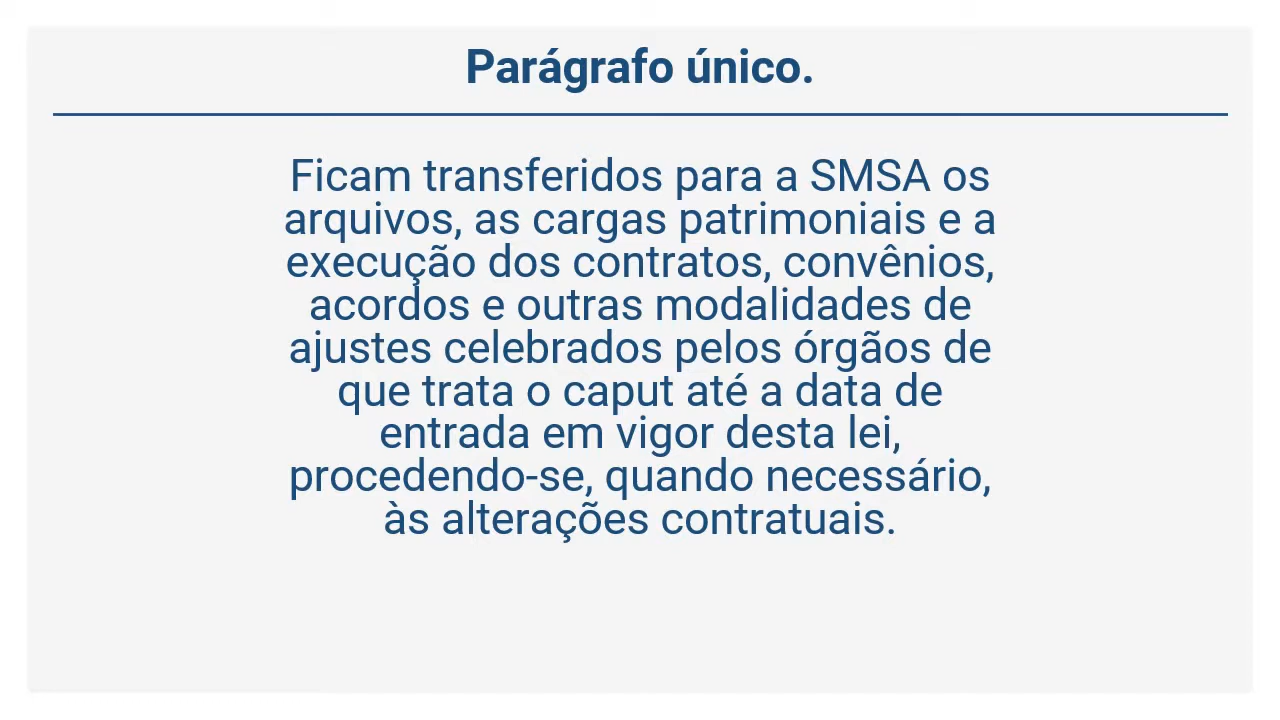 Parágrafo único.
Ficam transferidos para a SMSA os
arquivos, as cargas patrimoniais e a
execução dos contratos, convênios,
acordos e outras modalidades de
ajustes celebrados pelos órgãos de
que trata o caput até a data de
entrada em vigor desta lei,
procedendo-se, quando necessário,
às alterações contratuais.